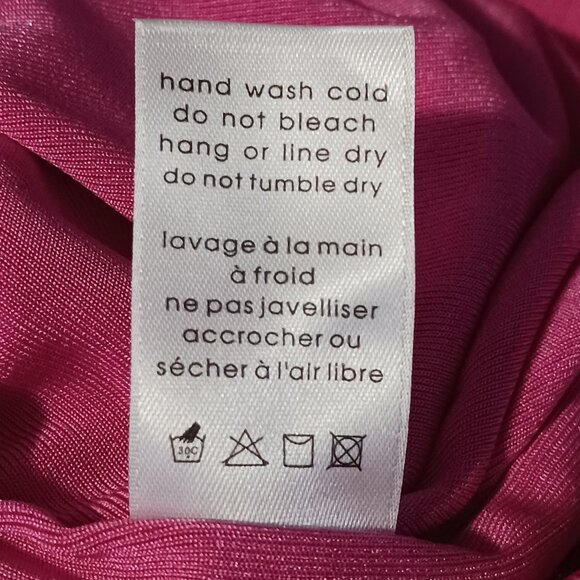 hand wash cold
do not bleach
hang or line dry
do not tumble dry
lavage à la main
à froid
ne pas javelliser
accrocher ou
sécher à l'air libre
30C